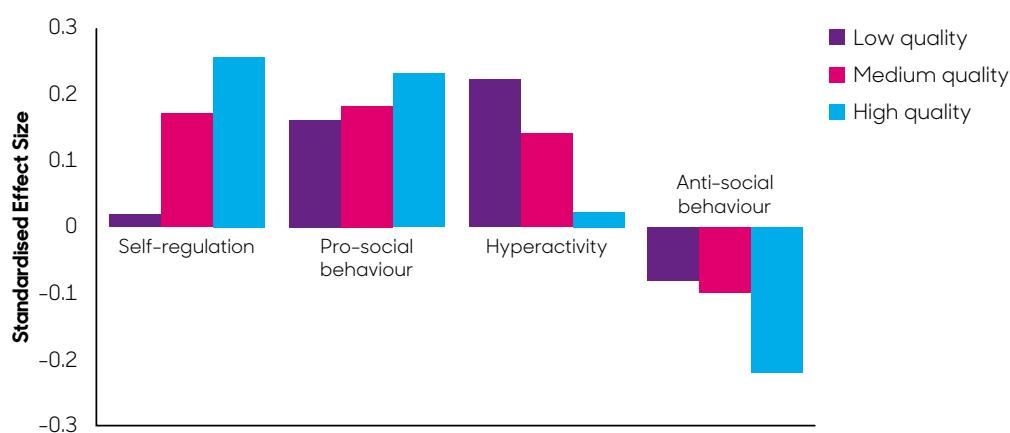 0.3
0.2
0.1
0
-0.1
-0.2
-0.3
Standardised Effect Size
Self-regulation
Pro-social
behaviour
Hyperactivity
Anti-social
behaviour
Low quality
Medium quality
High quality